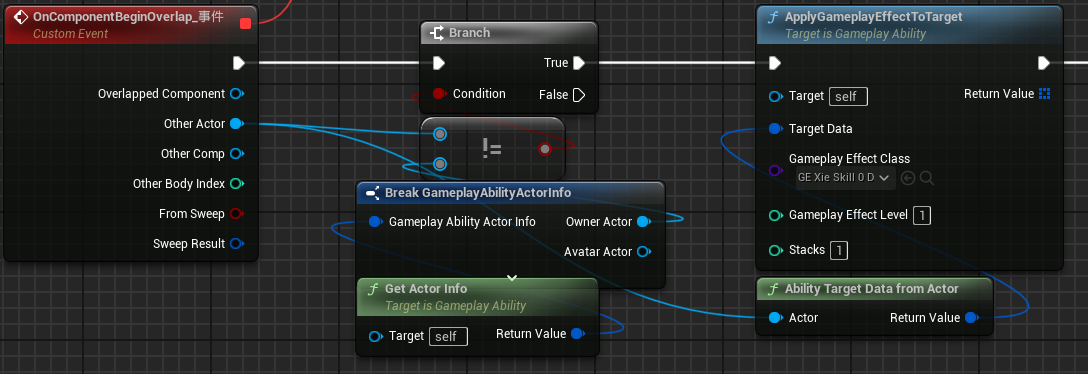 OnComponentBeginOverlap_事件
Custom Event
Overlapped Component
Other Actor
Other Comp
Other Body Index
From Sweep
Sweep Result
Branch
True
Condition
False
!=
Break GameplayAbilityActorInfo
Gameplay Ability Actor Info
Owner Actor
Avatar Actor
Get Actor Info
Target is Gameplay Ability
Target
self
Return Value
ApplyGameplayEffectToTarget
Target is Gameplay Ability
Target
self
Return Value
Target Data
Gameplay Effect Class
GE Xie Skill 0 D
Gameplay Effect Level
1
Stacks
1
Ability Target Data from Actor
Actor
Return Value